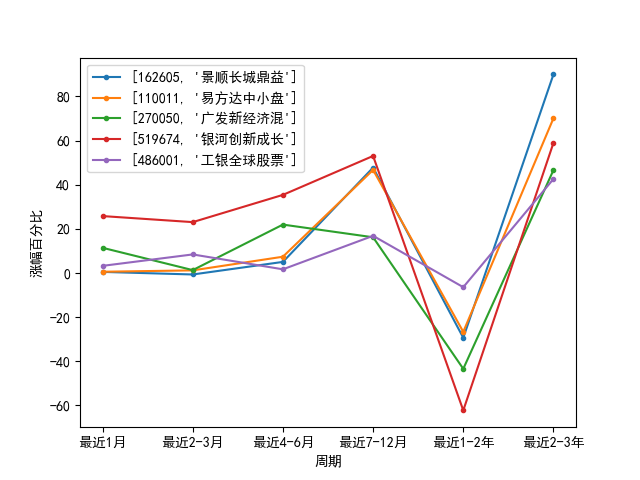 [162605, '景顺长城鼎益']
[110011, '易方达中小盘']
[270050, '广发新经济混']
[519674, '银河创新成长']
[486001, '工银全球股票']
涨幅百分比
80
60
40
20
0
−20
−40
−60
最近1月 最近2-3月 最近4-6月 最近7-12月 最近1-2年 最近2-3年
周期